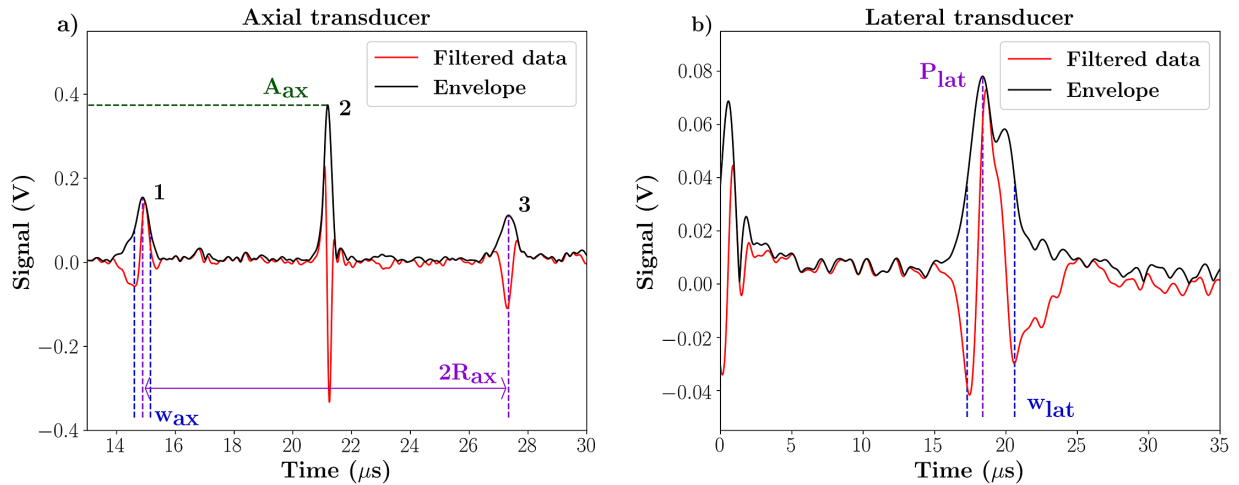 a)
Axial transducer
Filtered data
Envelope
A_ax
1
2
3
2R_ax
w_ax
0.4
0.2
0.0
−0.2
−0.4
Signal (V)
14 16 18 20 22 24 26 28 30
Time (μs)
b)
Lateral transducer
Filtered data
Envelope
P_lat
w_lat
0.08
0.06
0.04
0.02
0.00
−0.02
−0.04
Signal (V)
0 5 10 15 20 25 30 35
Time (μs)